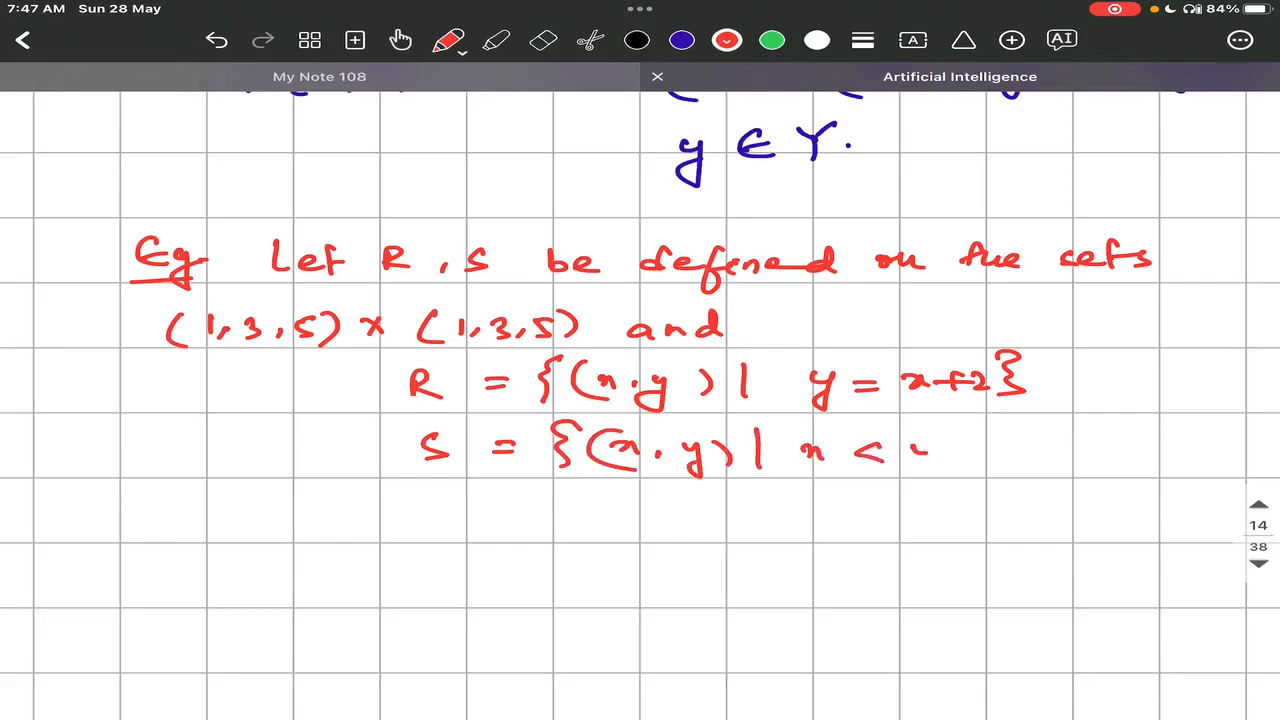 7:47 AM Sun 28 May
84%
A
AI
My Note 108
Artificial Intelligence
y ∈ Y.
Eg. Let R, S be defined on the sets
(1, 3, 5) × (1, 3, 5) and
R = {(x, y) | y = x+2}
S = {(x, y) | x <
14
38